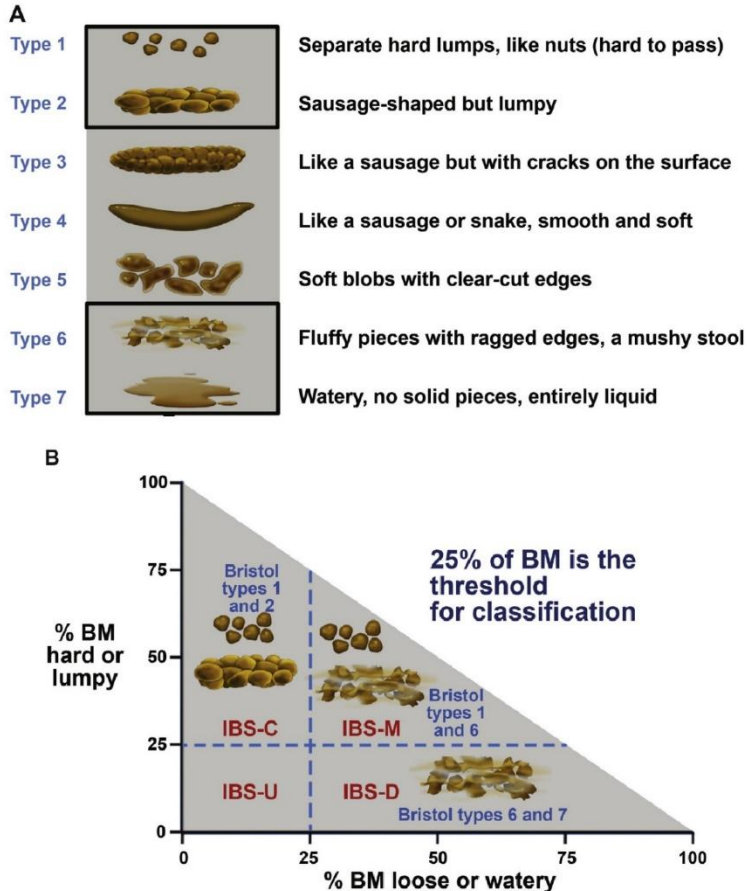 A
Type 1 Separate hard lumps, like nuts (hard to pass)
Type 2 Sausage-shaped but lumpy
Type 3 Like a sausage but with cracks on the surface
Type 4 Like a sausage or snake, smooth and soft
Type 5 Soft blobs with clear-cut edges
Type 6 Fluffy pieces with ragged edges, a mushy stool
Type 7 Watery, no solid pieces, entirely liquid
B
% BM
hard or
lumpy
100
75
50
25
0
25% of BM is the
threshold
for classification
Bristol
types 1
and 2
IBS-C
IBS-M
Bristol
types 1
and 6
IBS-U
IBS-D
Bristol types 6 and 7
0 25 50 75 100
% BM loose or watery